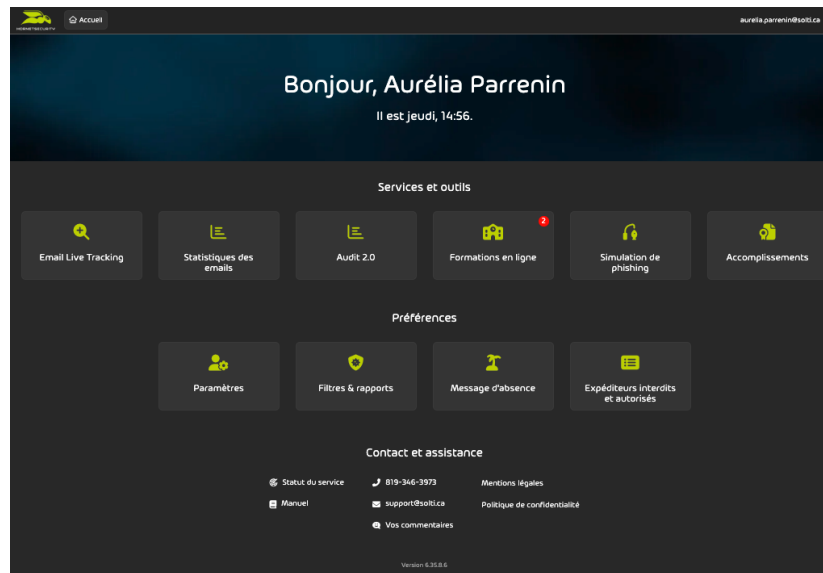 HORNETSECURITY
Accueil
aurelia.parrenin@solti.ca
Bonjour, Aurélia Parrenin
Il est jeudi, 14:56.
Services et outils
Email Live Tracking
Statistiques des
emails
Audit 2.0
2
Formations en ligne
Simulation de
phishing
Accomplissements
Préférences
Paramètres
Filtres & rapports
Message d'absence
Expéditeurs interdits
et autorisés
Contact et assistance
Statut du service
819-346-3973
Mentions légales
Manuel
support@solti.ca
Politique de confidentialité
Vos commentaires
Version 6.35.8.6